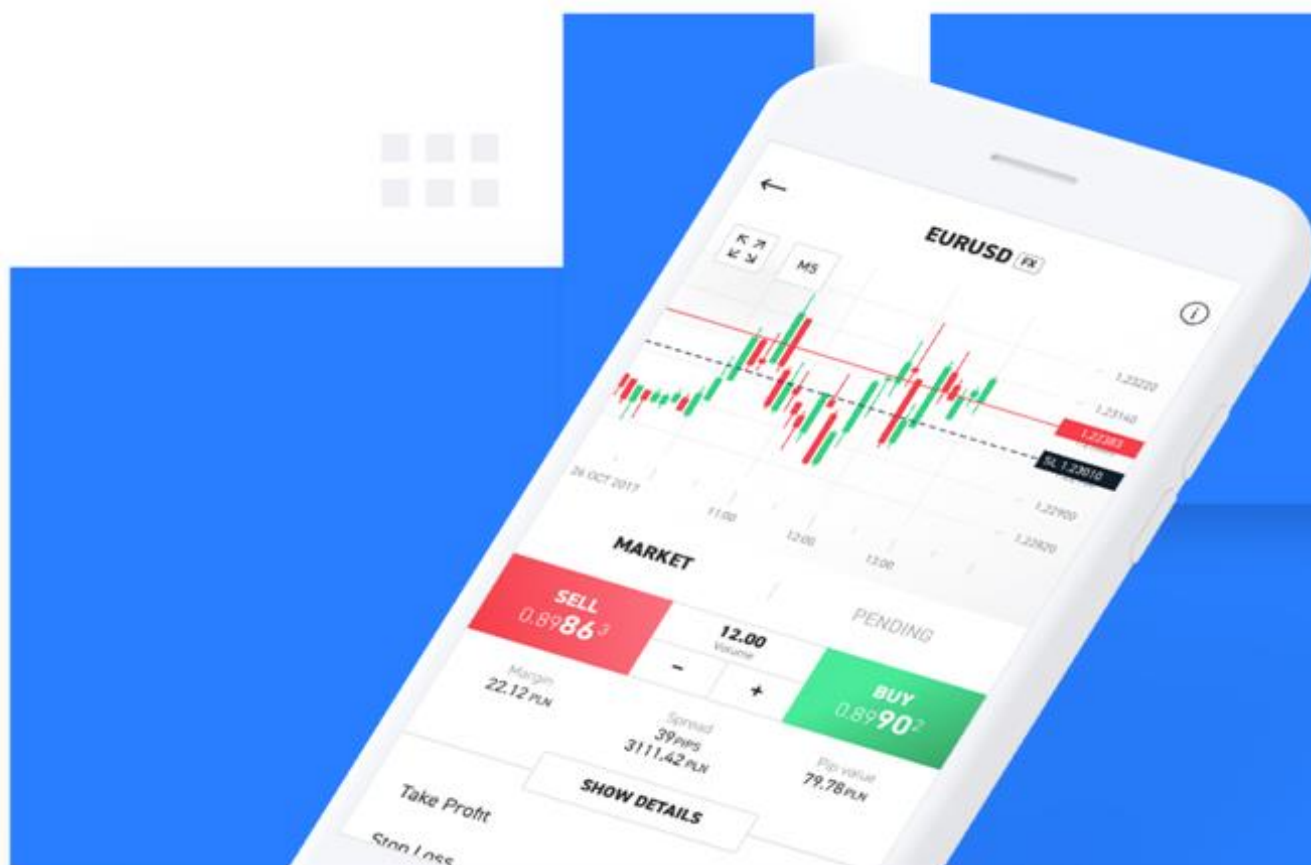 EURUSD FX
M5
1.23220
1.23140
1.22383
SL 1.23010
1.22900
1.22820
26 OCT 2017
11:00
12:00
13:00
MARKET
PENDING
SELL
0.89863
12.00
Volume
-
+
BUY
0.89902
Margin
22.12 PLN
Spread
39 PIPS
3111.42 PLN
Pip value
79.78 PLN
SHOW DETAILS
Take Profit
Stop Loss